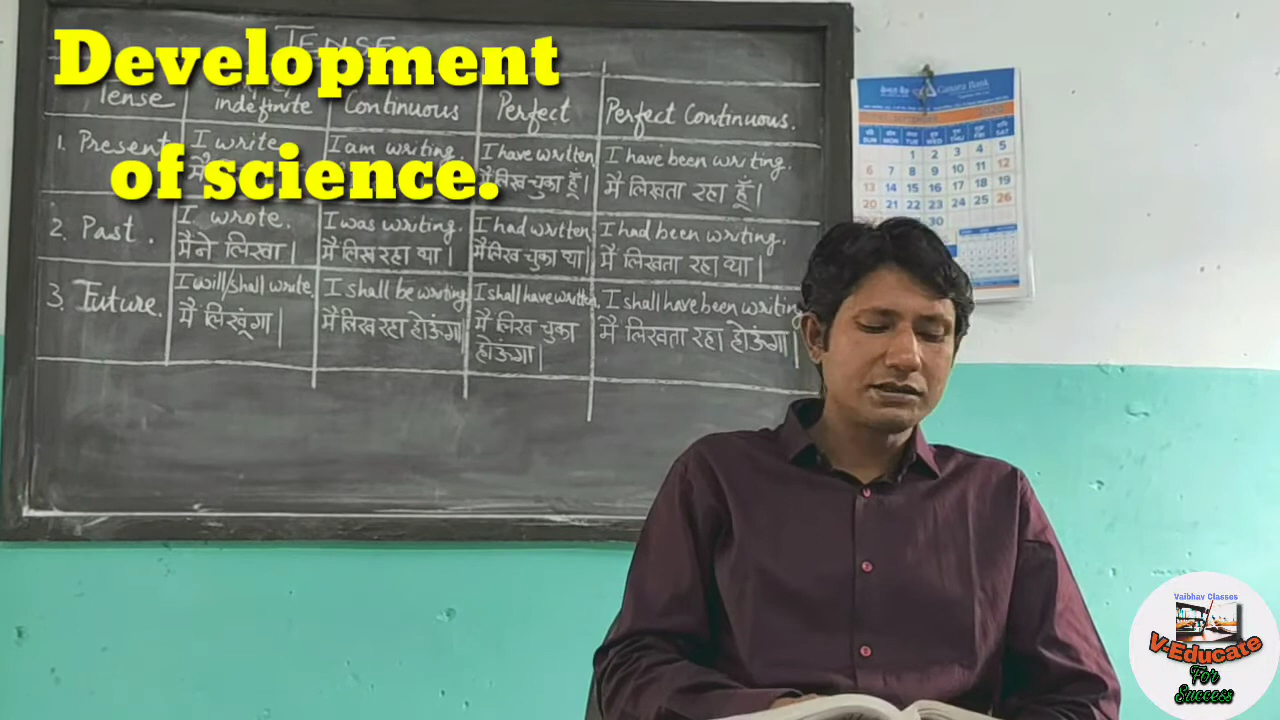 Development
of science.
TENSE
Tense indefinite Continuous Perfect Perfect Continuous.
1. Present I write I am writing. I have written I have been writing.
मैं लिख चुका हूँ। मै लिखता रहा हूँ।
2. Past. I wrote. I was writing. I had written I had been writing.
मैंने लिखा। मैं लिख रहा था। मैं लिख चुका था। मैं लिखता रहा था।
3. Future. I will/shall write. I shall be writing I shall have written. I shall have been writing
मैं लिखूंगा। मैं लिख रहा होऊंगा। मैं लिख चुका मैं लिखता रहा होऊंगा।
होऊंगा।
केनरा बैंक Canara Bank
SUN MON TUE WED THU FRI SAT
1 2 3 4 5
6 7 8 9 10 11 12
13 14 15 16 17 18 19
20 25 26
30
Vaibhav Classes
V-Educate
For
Success